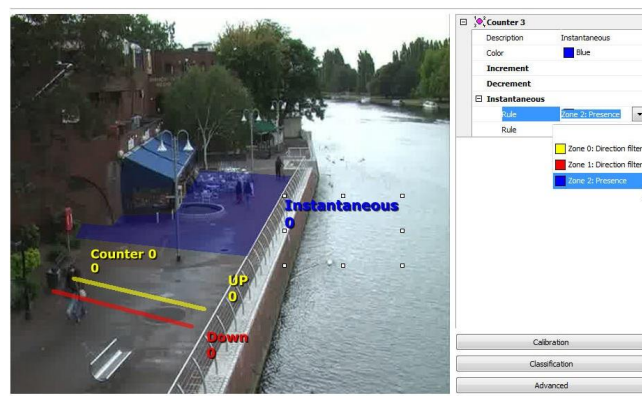 Counter 3
Description Instantaneous
Color Blue
Increment
Decrement
Instantaneous
Rule Zone 2: Presence
Rule
Zone 0: Direction filter
Zone 1: Direction filter
Zone 2: Presence
Instantaneous
0
Counter 0
0
UP
0
Down
0
Calibration
Classification
Advanced